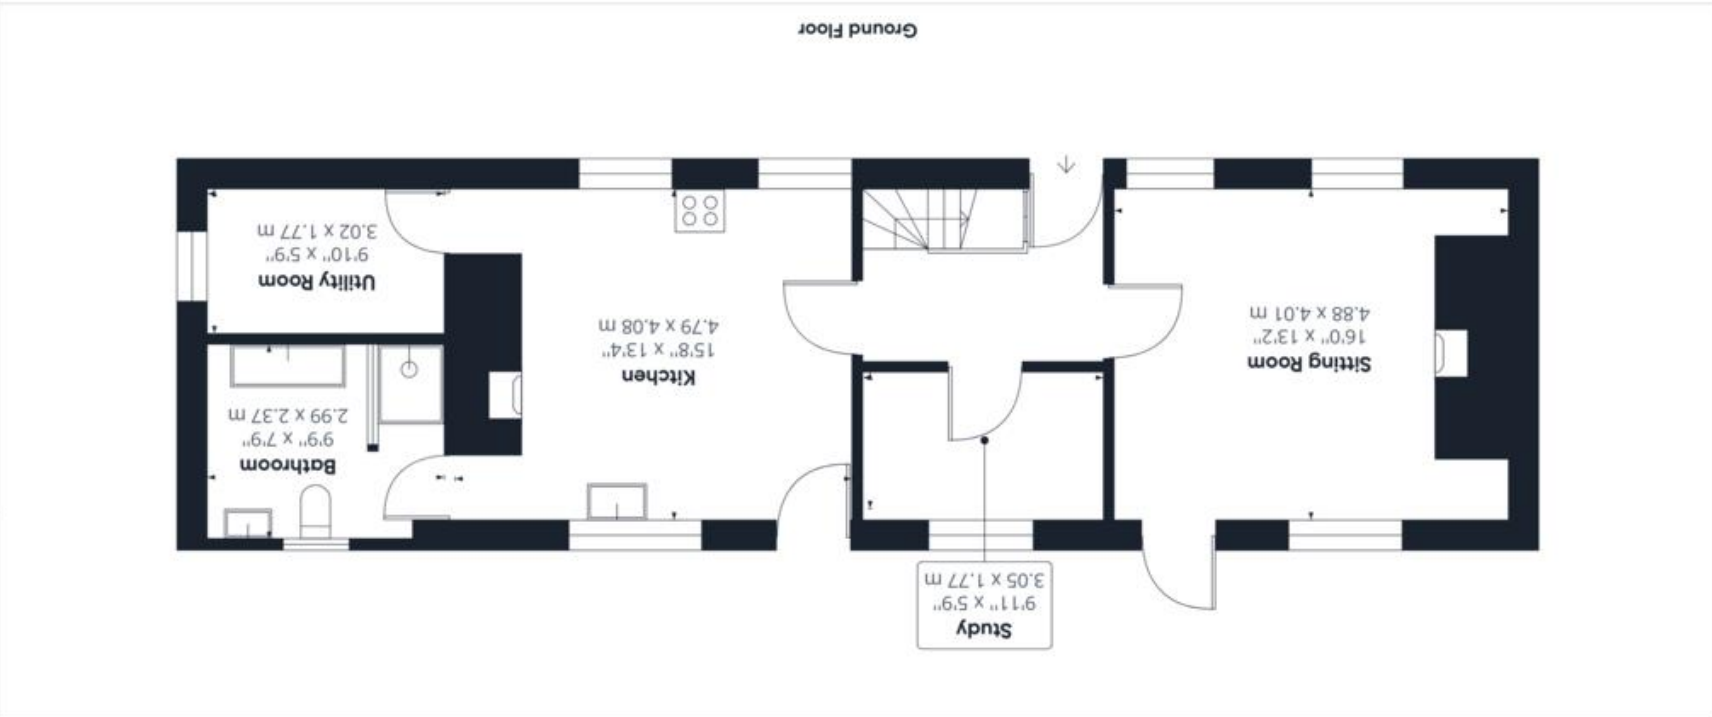 Study
9'11" x 5'9"
3.05 x 1.77 m
Sitting Room
16'0" x 13'2"
4.88 x 4.01 m
Kitchen
15'8" x 13'4"
4.79 x 4.08 m
Bathroom
9'9" x 7'9"
2.99 x 2.37 m
Utility Room
9'10" x 5'9"
3.02 x 1.77 m
Ground Floor